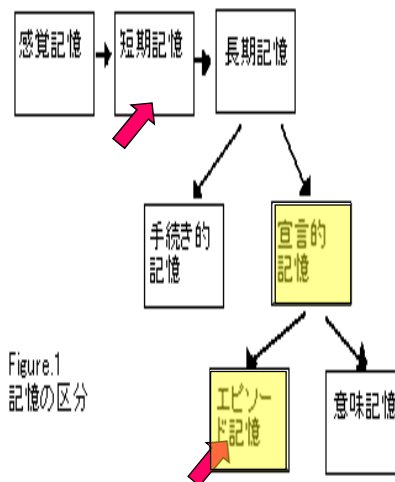 感覚記憶
短期記憶
長期記憶
手続き的
記憶
宣言的
記憶
Figure.1
記憶の区分
エピソー
ド記憶
意味記憶